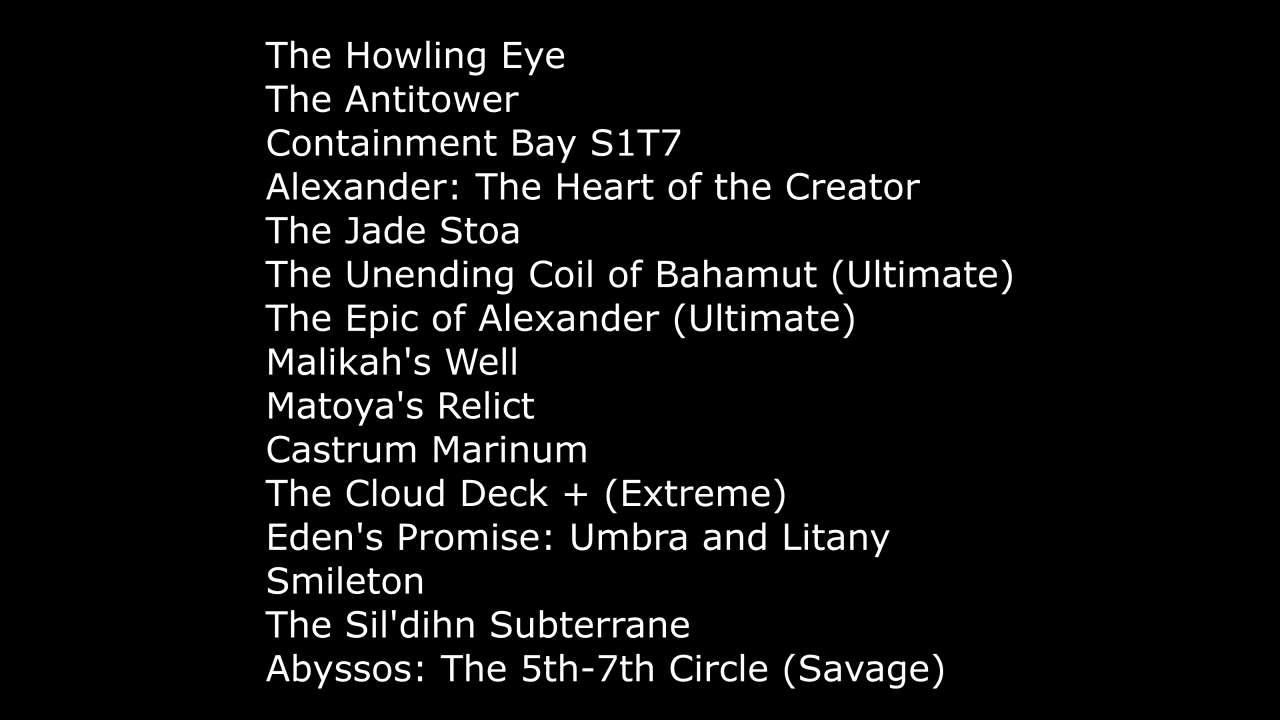 The Howling Eye
The Antitower
Containment Bay S1T7
Alexander: The Heart of the Creator
The Jade Stoa
The Unending Coil of Bahamut (Ultimate)
The Epic of Alexander (Ultimate)
Malikah's Well
Matoya's Relict
Castrum Marinum
The Cloud Deck + (Extreme)
Eden's Promise: Umbra and Litany
Smileton
The Sil'dihn Subterrane
Abyssos: The 5th-7th Circle (Savage)